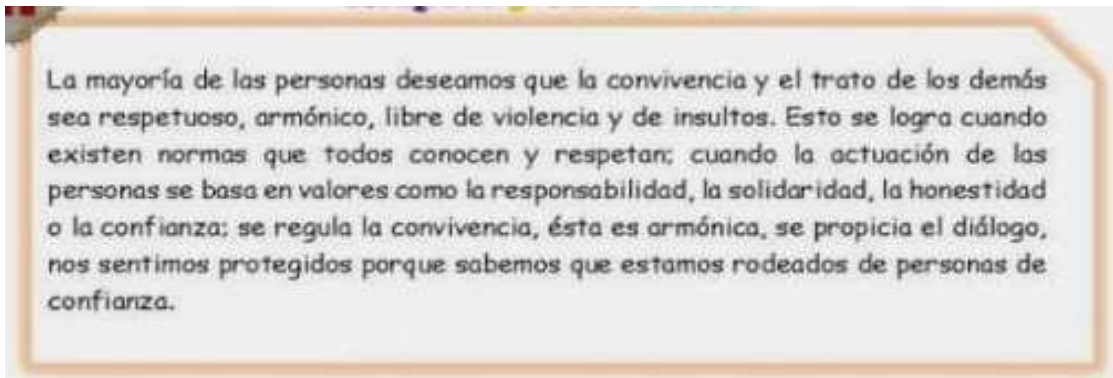 La mayoría de las personas deseamos que la convivencia y el trato de los demás
sea respetuoso, armónico, libre de violencia y de insultos. Esto se logra cuando
existen normas que todos conocen y respetan; cuando la actuación de las
personas se basa en valores como la responsabilidad, la solidaridad, la honestidad
o la confianza; se regula la convivencia, ésta es armónica, se propicia el diálogo,
nos sentimos protegidos porque sabemos que estamos rodeados de personas de
confianza.